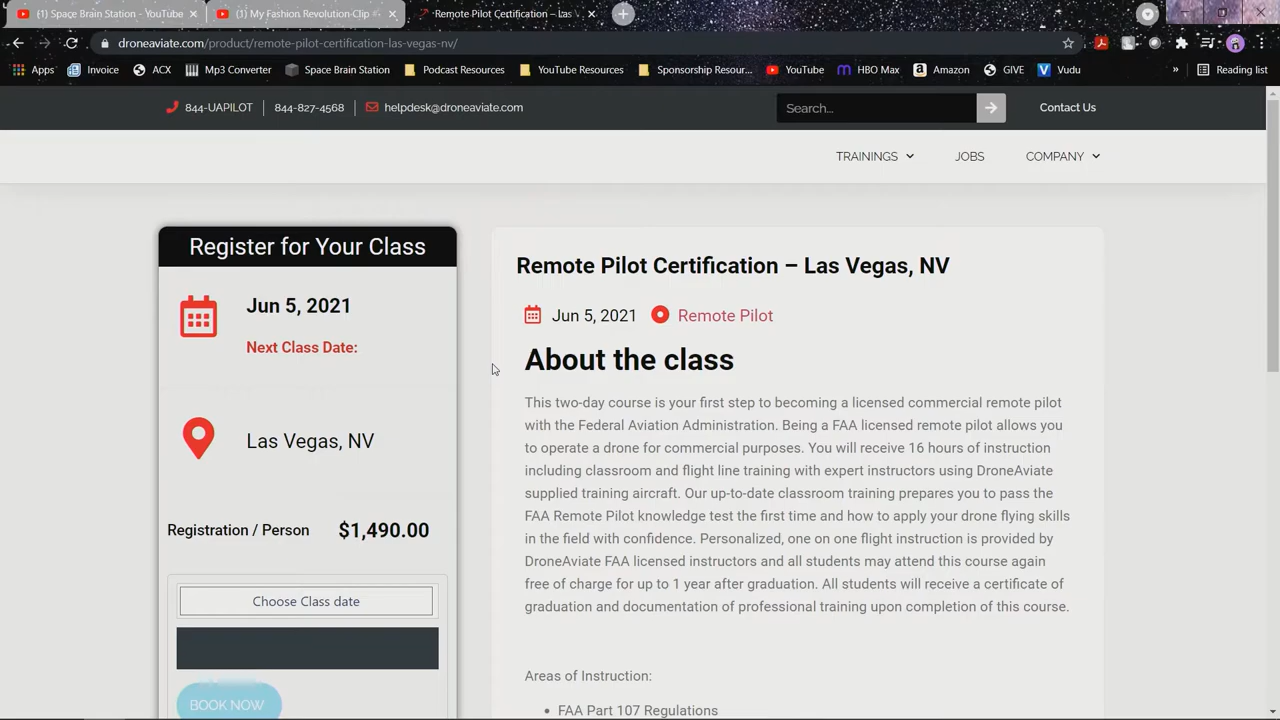 (1) Space Brain Station - YouTube
(1) My Fashion Revolution Clip
Remote Pilot Certification – Las V
droneaviate.com/product/remote-pilot-certification-las-vegas-nv/
Apps
Invoice
ACX
Mp3 Converter
Space Brain Station
Podcast Resources
YouTube Resources
Sponsorship Resour...
YouTube
HBO Max
Amazon
GIVE
Vudu
»
Reading list
844-UAPILOT
844-827-4568
helpdesk@droneaviate.com
Search...
Contact Us
TRAININGS
JOBS
COMPANY
Register for Your Class
Jun 5, 2021
Next Class Date:
Las Vegas, NV
Registration / Person $1,490.00
Choose Class date
BOOK NOW
Remote Pilot Certification – Las Vegas, NV
Jun 5, 2021 Remote Pilot
About the class
This two-day course is your first step to becoming a licensed commercial remote pilot
with the Federal Aviation Administration. Being a FAA licensed remote pilot allows you
to operate a drone for commercial purposes. You will receive 16 hours of instruction
including classroom and flight line training with expert instructors using DroneAviate
supplied training aircraft. Our up-to-date classroom training prepares you to pass the
FAA Remote Pilot knowledge test the first time and how to apply your drone flying skills
in the field with confidence. Personalized, one on one flight instruction is provided by
DroneAviate FAA licensed instructors and all students may attend this course again
free of charge for up to 1 year after graduation. All students will receive a certificate of
graduation and documentation of professional training upon completion of this course.
Areas of Instruction:
• FAA Part 107 Regulations